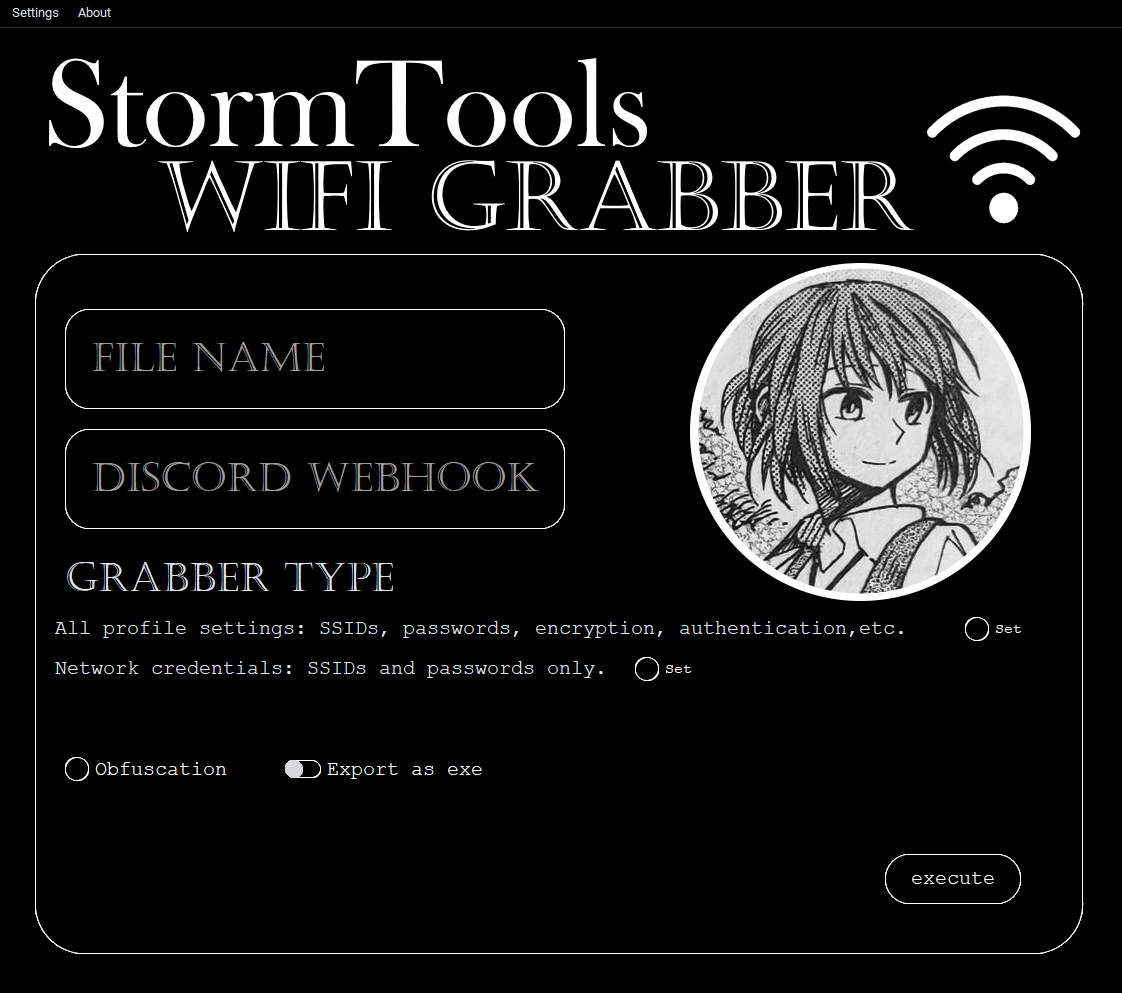 Settings About
StormTools
WIFI GRABBER
FILE NAME
DISCORD WEBHOOK
GRABBER TYPE
All profile settings: SSIDs, passwords, encryption, authentication,etc. Set
Network credentials: SSIDs and passwords only. Set
Obfuscation Export as exe
execute